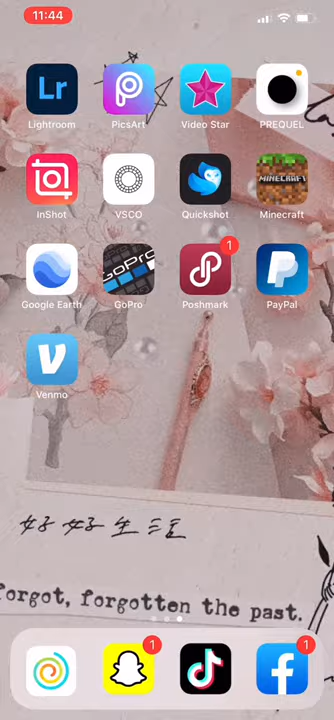 11:44
Lr
Lightroom
PicsArt
Video Star
PREQUEL
InShot
VSCO
Quickshot
MINECRAFT
Minecraft
Google Earth
GoPro
GoPro
1
Poshmark
PayPal
Venmo
好好生活
forgot, forgotten the past.
1
1